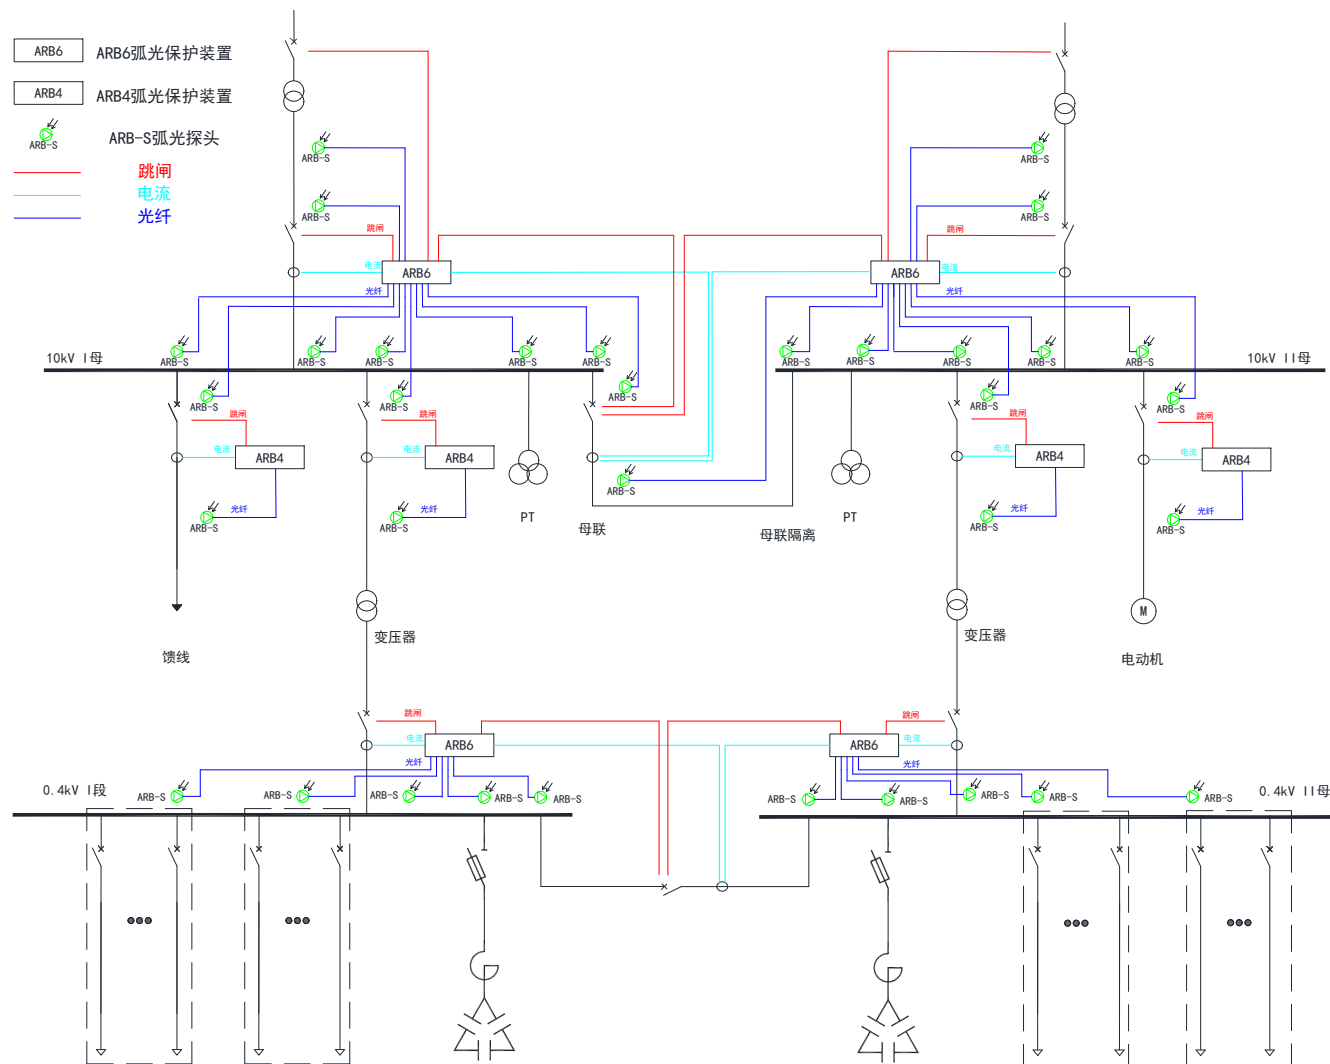 ARB6 ARB6弧光保护装置
ARB4 ARB4弧光保护装置
ARB-S ARB-S弧光探头
跳闸
电流
光纤
ARB-S ARB-S
ARB-S ARB-S
跳闸 跳闸
电流 ARB6 ARB6 电流
光纤 光纤
10kV I母 ARB-S ARB-S ARB-S ARB-S ARB-S ARB-S ARB-S ARB-S ARB-S ARB-S 10kV II母
ARB-S ARB-S ARB-S ARB-S ARB-S
跳闸 跳闸 跳闸 跳闸
电流 ARB4 电流 ARB4 电流 ARB4 电流 ARB4
ARB-S
光纤 光纤 光纤 光纤
ARB-S ARB-S PT 母联 母联隔离 PT ARB-S ARB-S
M
变压器 变压器
馈线 电动机
跳闸 跳闸
电流 ARB6 ARB6 电流
光纤 光纤
0.4kV I段 ARB-S ARB-S ARB-S ARB-S ARB-S ARB-S ARB-S ARB-S ARB-S ARB-S 0.4kV II母